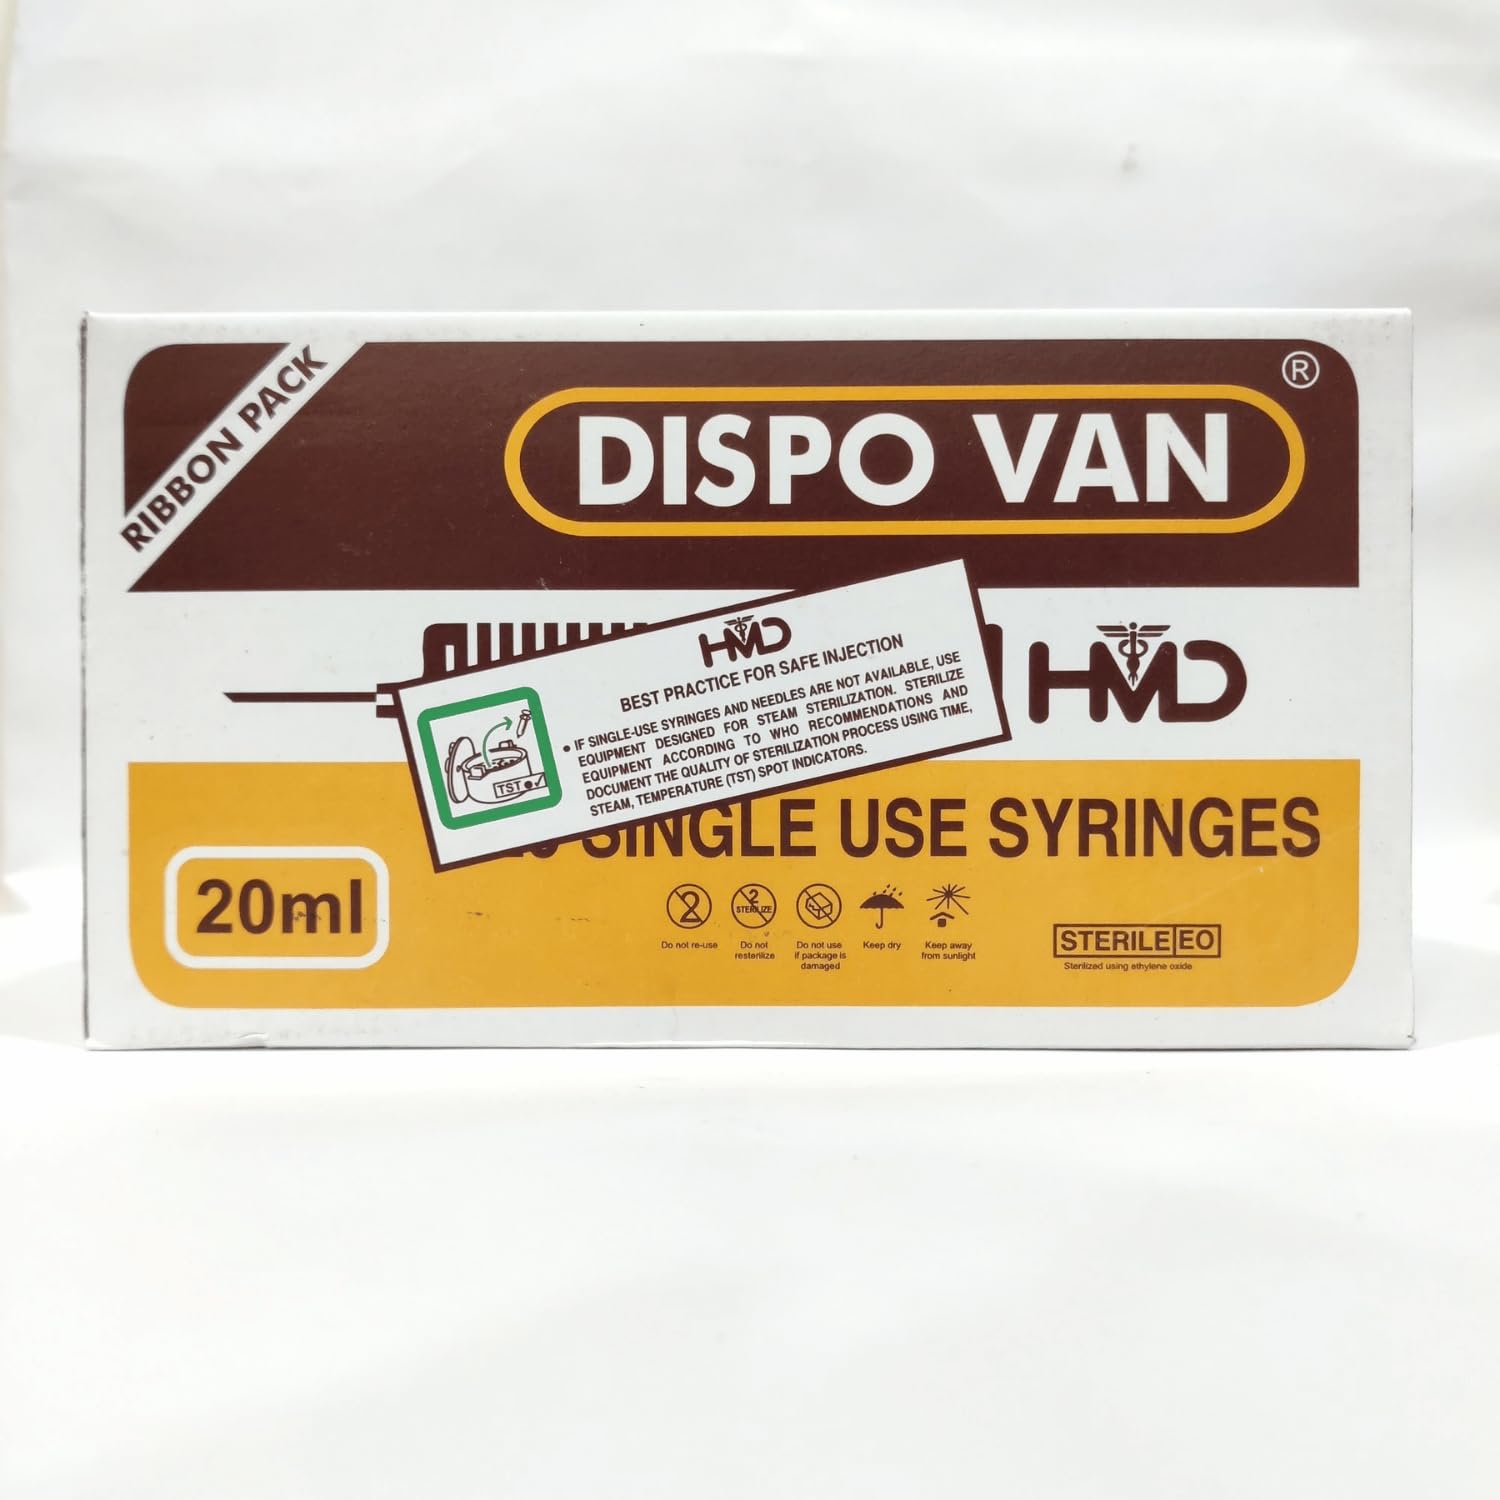 RIBBON PACK
®
DISPO VAN
HMD
BEST PRACTICE FOR SAFE INJECTION
• IF SINGLE-USE SYRINGES AND NEEDLES ARE NOT AVAILABLE, USE
EQUIPMENT DESIGNED FOR STEAM STERILIZATION. STERILIZE
EQUIPMENT ACCORDING TO WHO RECOMMENDATIONS AND
DOCUMENT THE QUALITY OF STERILIZATION PROCESS USING TIME,
STEAM, TEMPERATURE (TST) SPOT INDICATORS.
TST
HMD
SINGLE USE SYRINGES
20ml
2
Do not re-use
2
STERILIZE
Do not
resterilize
Do not use
if package is
damaged
Keep dry
Keep away
from sunlight
STERILE EO
Sterilized using ethylene oxide